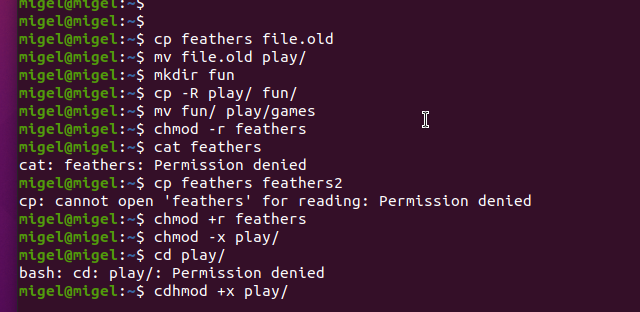 migel@migel:~$
migel@migel:~$
migel@migel:~$ cp feathers file.old
migel@migel:~$ mv file.old play/
migel@migel:~$ mkdir fun
migel@migel:~$ cp -R play/ fun/
migel@migel:~$ mv fun/ play/games
migel@migel:~$ chmod -r feathers
migel@migel:~$ cat feathers
cat: feathers: Permission denied
migel@migel:~$ cp feathers feathers2
cp: cannot open 'feathers' for reading: Permission denied
migel@migel:~$ chmod +r feathers
migel@migel:~$ chmod -x play/
migel@migel:~$ cd play/
bash: cd: play/: Permission denied
migel@migel:~$ cdhmod +x play/